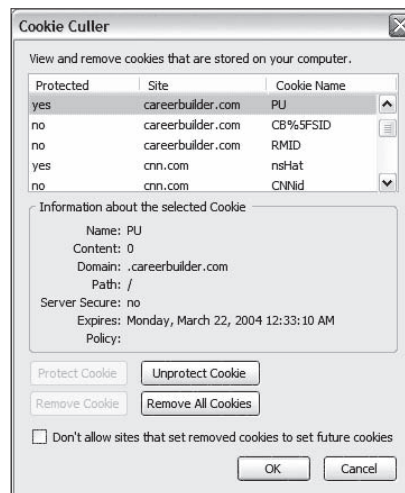 Cookie Culler
View and remove cookies that are stored on your computer.
Protected Site Cookie Name
yes careerbuilder.com PU
no careerbuilder.com CB%5FSID
no careerbuilder.com RMID
yes cnn.com nsHat
no cnn.com CNNid
Information about the selected Cookie
Name: PU
Content: 0
Domain: .careerbuilder.com
Path: /
Server Secure: no
Expires: Monday, March 22, 2004 12:33:10 AM
Policy:
Protect Cookie Unprotect Cookie
Remove Cookie Remove All Cookies
Don't allow sites that set removed cookies to set future cookies
OK Cancel